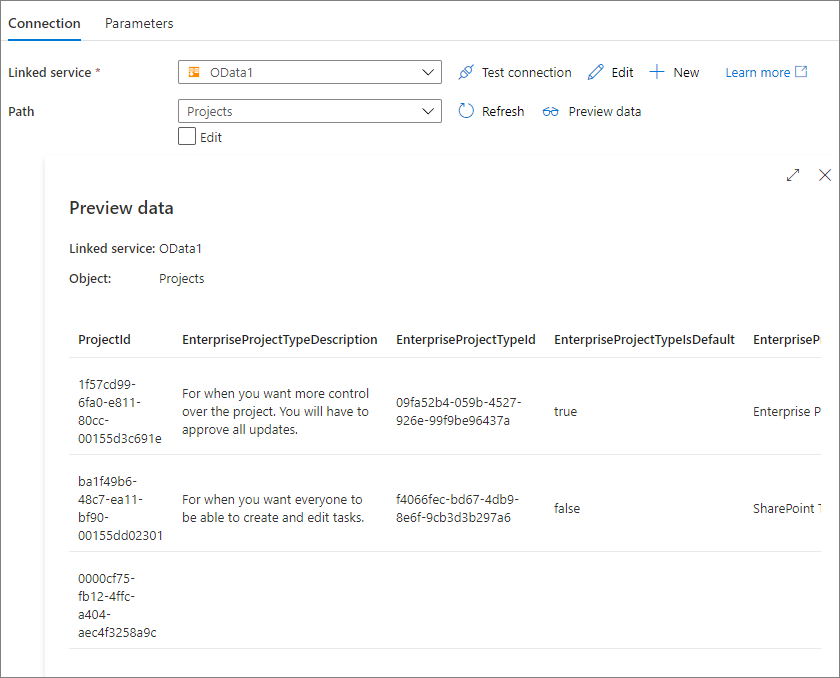 Connection Parameters
Linked service * OData1 Test connection Edit New Learn more
Path Projects Refresh Preview data
Edit
Preview data
Linked service: OData1
Object: Projects
ProjectId EnterpriseProjectTypeDescription EnterpriseProjectTypeId EnterpriseProjectTypeIsDefault EnterpriseP
1f57cd99-
6fa0-e811-
80cc-
00155d3c691e
For when you want more control
over the project. You will have to
approve all updates.
09fa52b4-059b-4527-
926e-99f9be96437a
true
Enterprise P
ba1f49b6-
48c7-ea11-
bf90-
00155dd02301
For when you want everyone to
be able to create and edit tasks.
f4066fec-bd67-4db9-
8e6f-9cb3d3b297a6
false
SharePoint T
0000cf75-
fb12-4ffc-
a404-
aec4f3258a9c